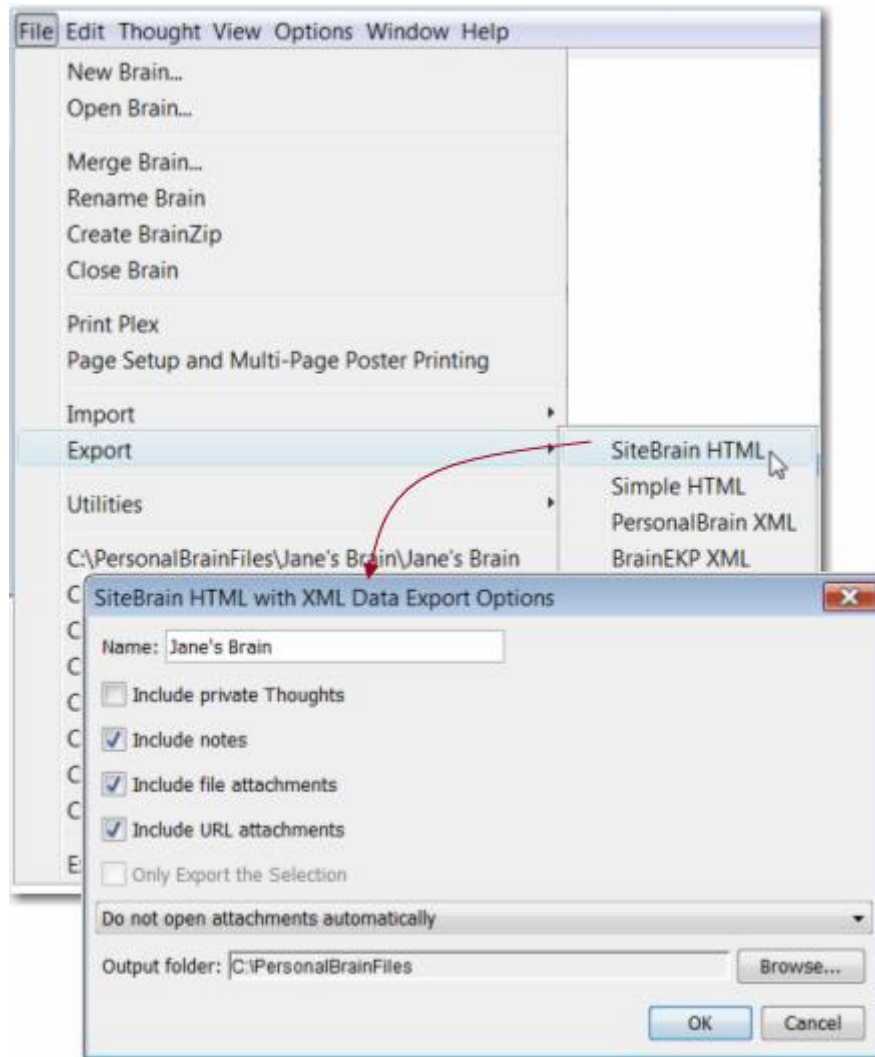 File Edit Thought View Options Window Help
New Brain...
Open Brain...
Merge Brain...
Rename Brain
Create BrainZip
Close Brain
Print Plex
Page Setup and Multi-Page Poster Printing
Import
Export
SiteBrain HTML
Simple HTML
Utilities
PersonalBrain XML
C:\PersonalBrainFiles\Jane's Brain\Jane's Brain
BrainEKP XML
C
C
C
C
C
C
C
E
SiteBrain HTML with XML Data Export Options
Name: Jane's Brain
Include private Thoughts
Include notes
Include file attachments
Include URL attachments
Only Export the Selection
Do not open attachments automatically
Output folder: C:\PersonalBrainFiles Browse...
OK Cancel